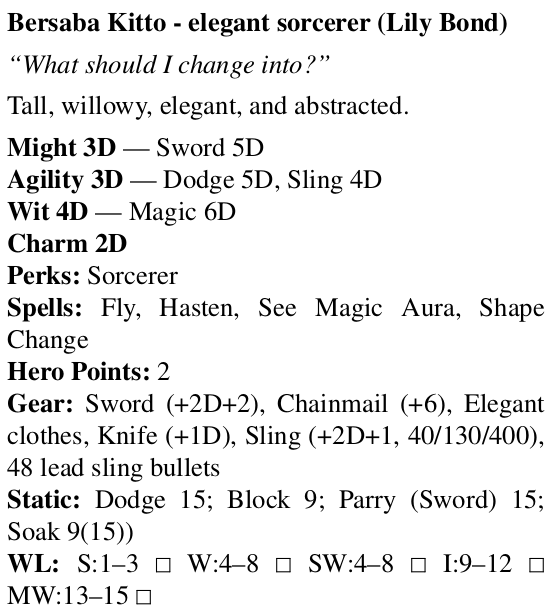 Bersaba Kitto - elegant sorcerer (Lily Bond)
“What should I change into?”
Tall, willowy, elegant, and abstracted.
Might 3D — Sword 5D
Agility 3D — Dodge 5D, Sling 4D
Wit 4D — Magic 6D
Charm 2D
Perks: Sorcerer
Spells: Fly, Hasten, See Magic Aura, Shape
Change
Hero Points: 2
Gear: Sword (+2D+2), Chainmail (+6), Elegant
clothes, Knife (+1D), Sling (+2D+1, 40/130/400),
48 lead sling bullets
Static: Dodge 15; Block 9; Parry (Sword) 15;
Soak 9(15))
WL: S:1–3 □ W:4–8 □ SW:4–8 □ I:9–12 □
MW:13–15 □